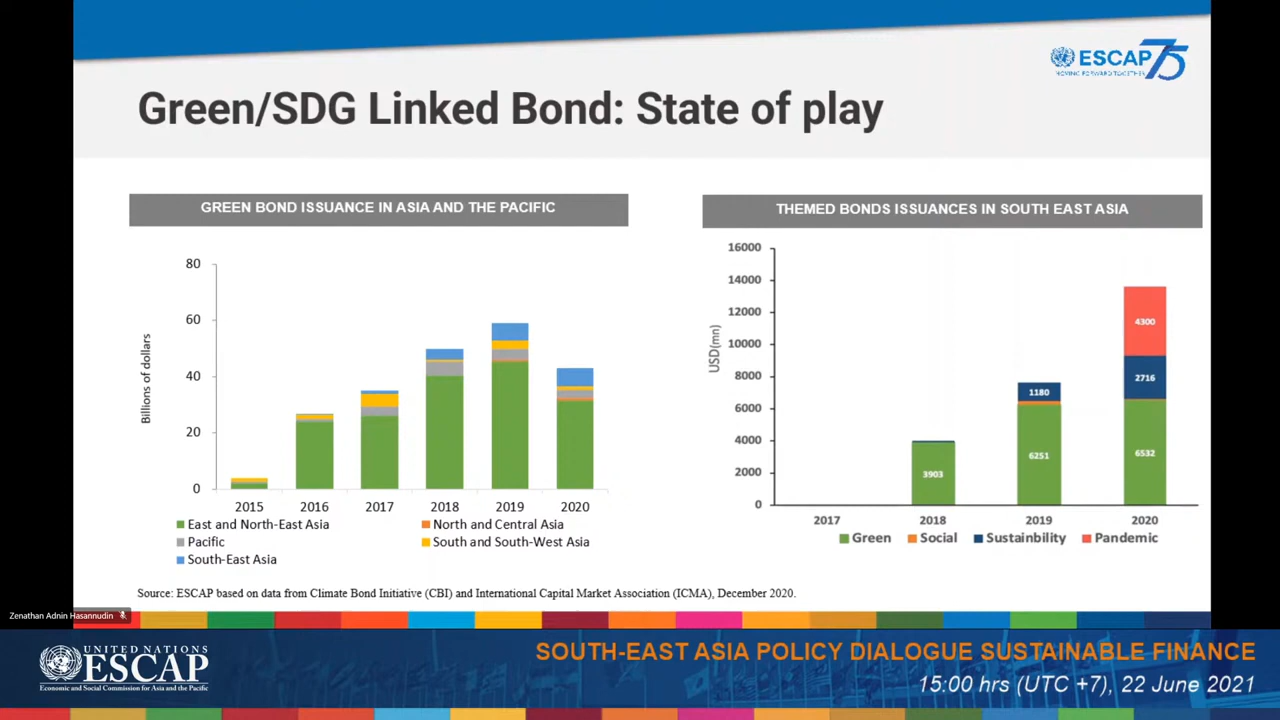 ESCAP 75
MOVING FORWARD TOGETHER
Green/SDG Linked Bond: State of play
GREEN BOND ISSUANCE IN ASIA AND THE PACIFIC
80
60
40
20
0
Billions of dollars
2015 2016 2017 2018 2019 2020
East and North-East Asia
North and Central Asia
Pacific
South and South-West Asia
South-East Asia
THEMED BONDS ISSUANCES IN SOUTH EAST ASIA
16000
14000
12000
10000
8000
6000
4000
2000
0
USD(mn)
3903
1180
6251
4300
2716
6532
2017 2018 2019 2020
Green Social Sustainbility Pandemic
Source: ESCAP based on data from Climate Bond Initiative (CBI) and International Capital Market Association (ICMA), December 2020.
Zenathan Adnin Hasannudin
UNITED NATIONS
ESCAP
Economic and Social Commission for Asia and the Pacific
SOUTH-EAST ASIA POLICY DIALOGUE SUSTAINABLE FINANCE
15:00 hrs (UTC +7), 22 June 2021